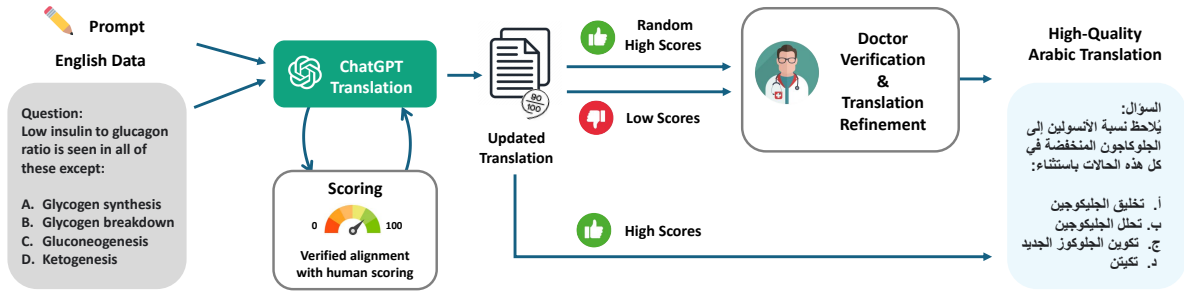 Prompt
English Data
Question:
Low insulin to glucagon
ratio is seen in all of
these except:
A. Glycogen synthesis
B. Glycogen breakdown
C. Gluconeogenesis
D. Ketogenesis
ChatGPT
Translation
Scoring
0
100
Verified alignment
with human scoring
90
100
Updated
Translation
Random
High Scores
Low Scores
High Scores
Doctor
Verification
&
Translation
Refinement
High-Quality
Arabic Translation
السؤال:
يُلاحظ نسبة الأنسولين إلى
الجلوكاجون المنخفضة في
كل هذه الحالات باستثناء:
أ. تخليق الجليكوجين
ب. تحلل الجليكوجين
ج. تكوين الجلوكوز الجديد
د. تكيتن